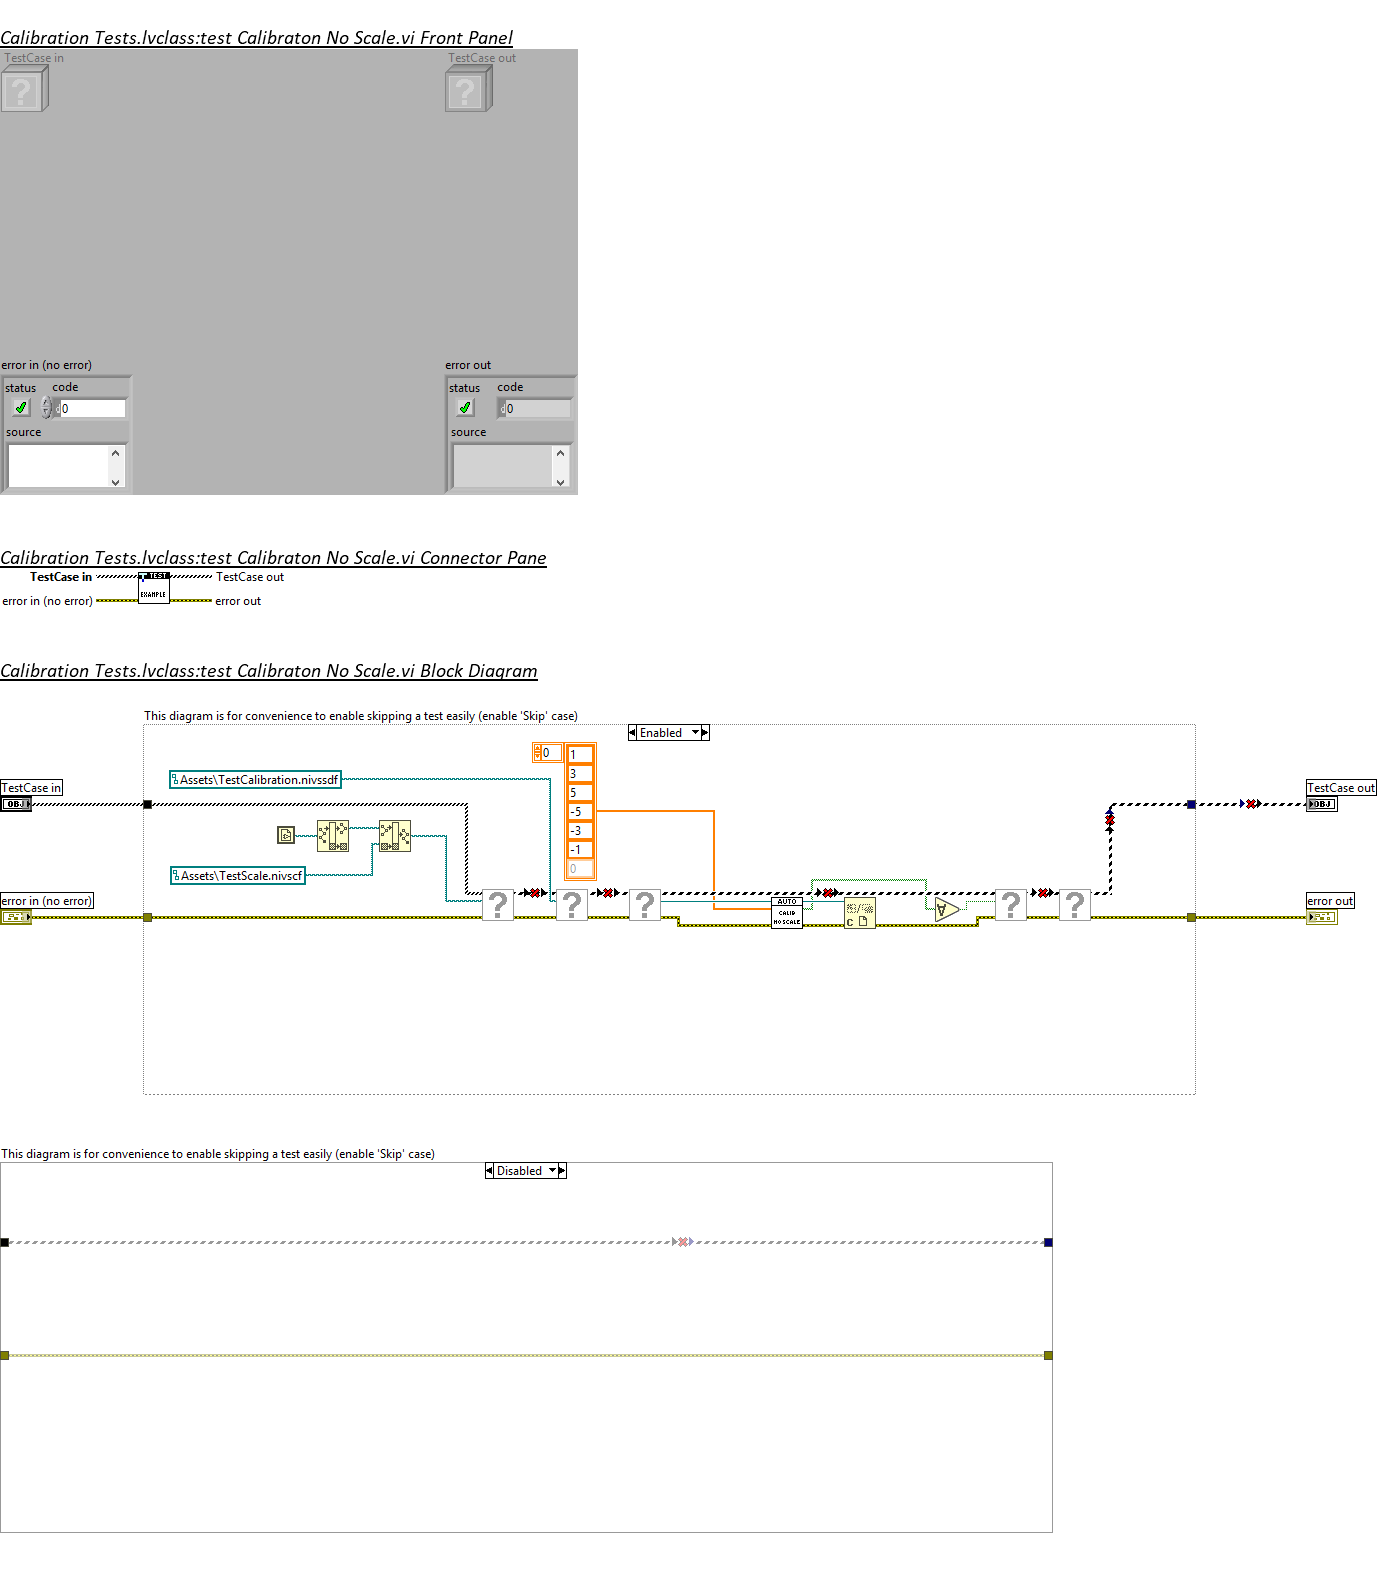 Calibration Tests.lvclass:test Calibraton No Scale.vi Front Panel
TestCase in
TestCase out
?
?
error in (no error)
error out
status code
status code
d0
d0
source
source
Calibration Tests.lvclass:test Calibraton No Scale.vi Connector Pane
TestCase in
TEST
TestCase out
error in (no error)
EXAMPLE
error out
Calibration Tests.lvclass:test Calibraton No Scale.vi Block Diagram
This diagram is for convenience to enable skipping a test easily (enable 'Skip' case)
Enabled
0
1
3
5
-5
-3
-1
0
Assets\TestCalibration.nivssdf
TestCase in
OBJ
TestCase out
OBJ
Assets\TestScale.nivscf
error in (no error)
error out
? ? ?
AUTO
CALIB
NO SCALE
C
? ?
This diagram is for convenience to enable skipping a test easily (enable 'Skip' case)
Disabled